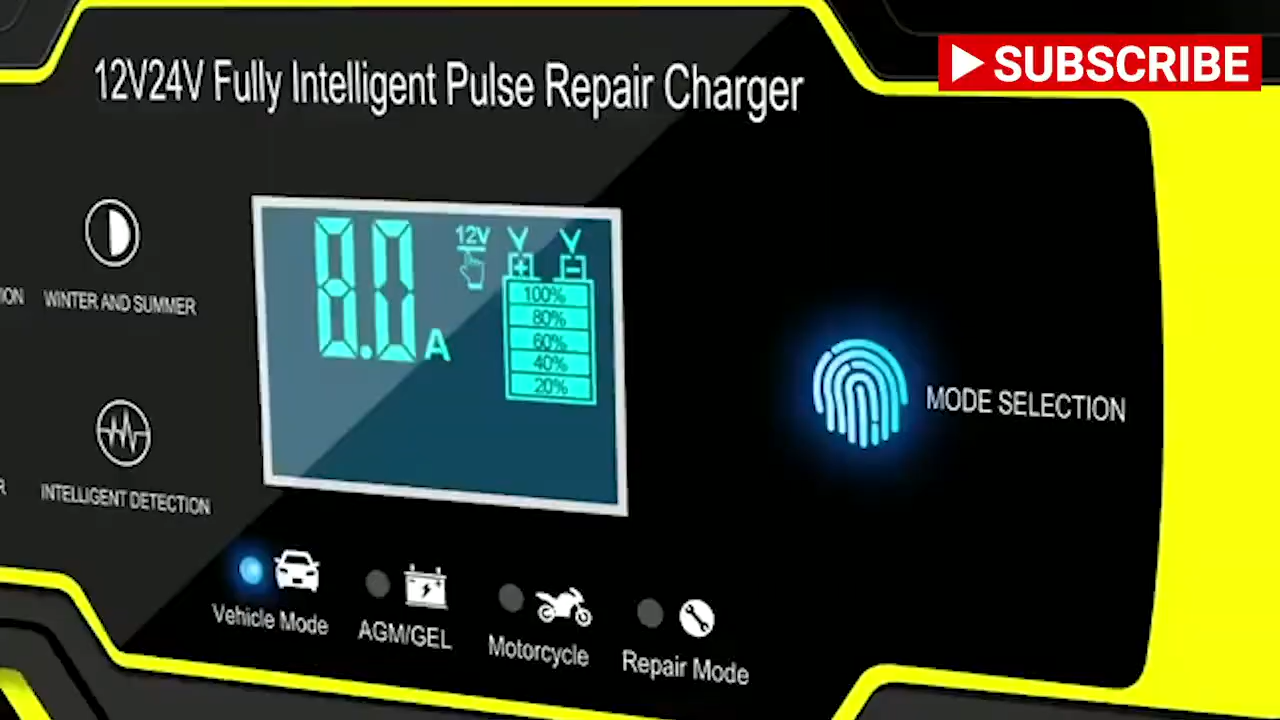 SUBSCRIBE
12V24V Fully Intelligent Pulse Repair Charger
WINTER AND SUMMER
INTELLIGENT DETECTION
8.0 A
12V
100%
80%
60%
40%
20%
MODE SELECTION
Vehicle Mode
AGM/GEL
Motorcycle
Repair Mode